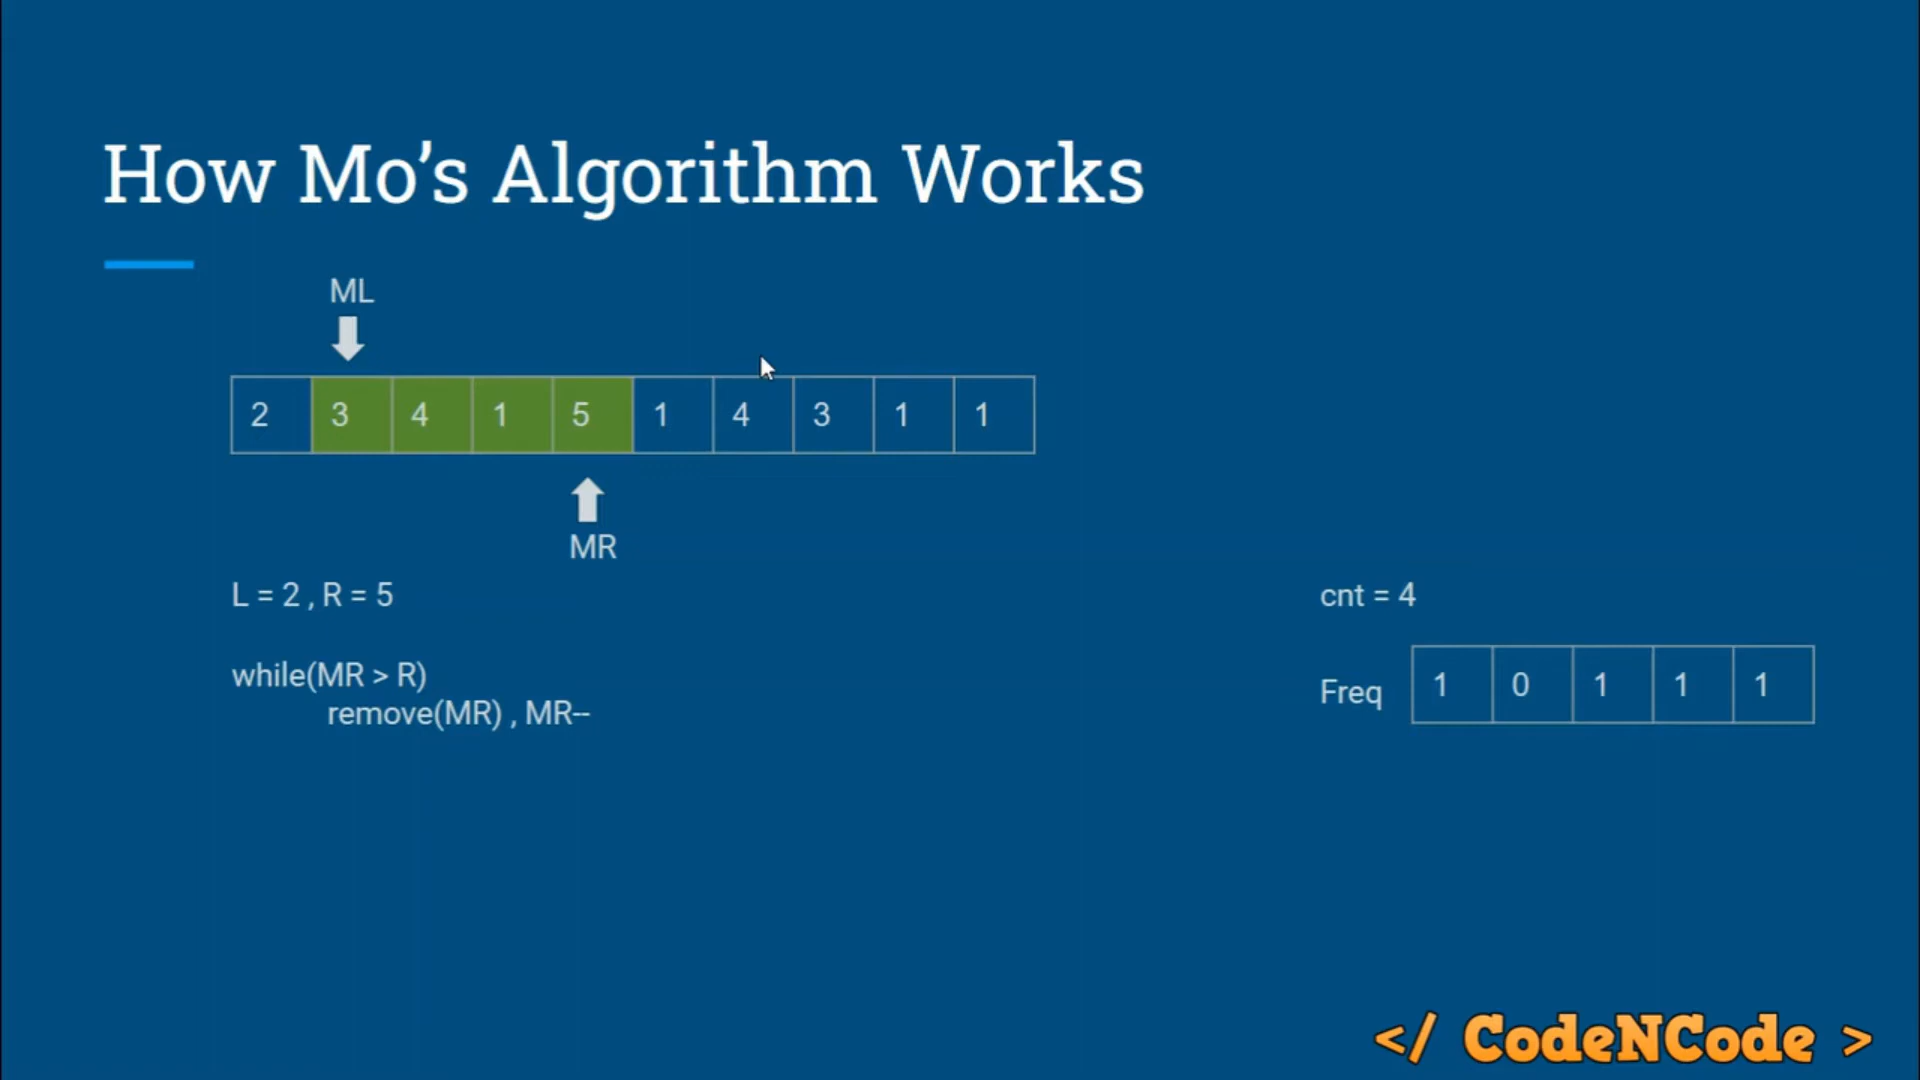 How Mo’s Algorithm Works
ML
2 3 4 1 5 1 4 3 1 1
MR
L = 2 , R = 5
cnt = 4
while(MR > R)
remove(MR) , MR--
Freq 1 0 1 1 1
</ CodeNCode >